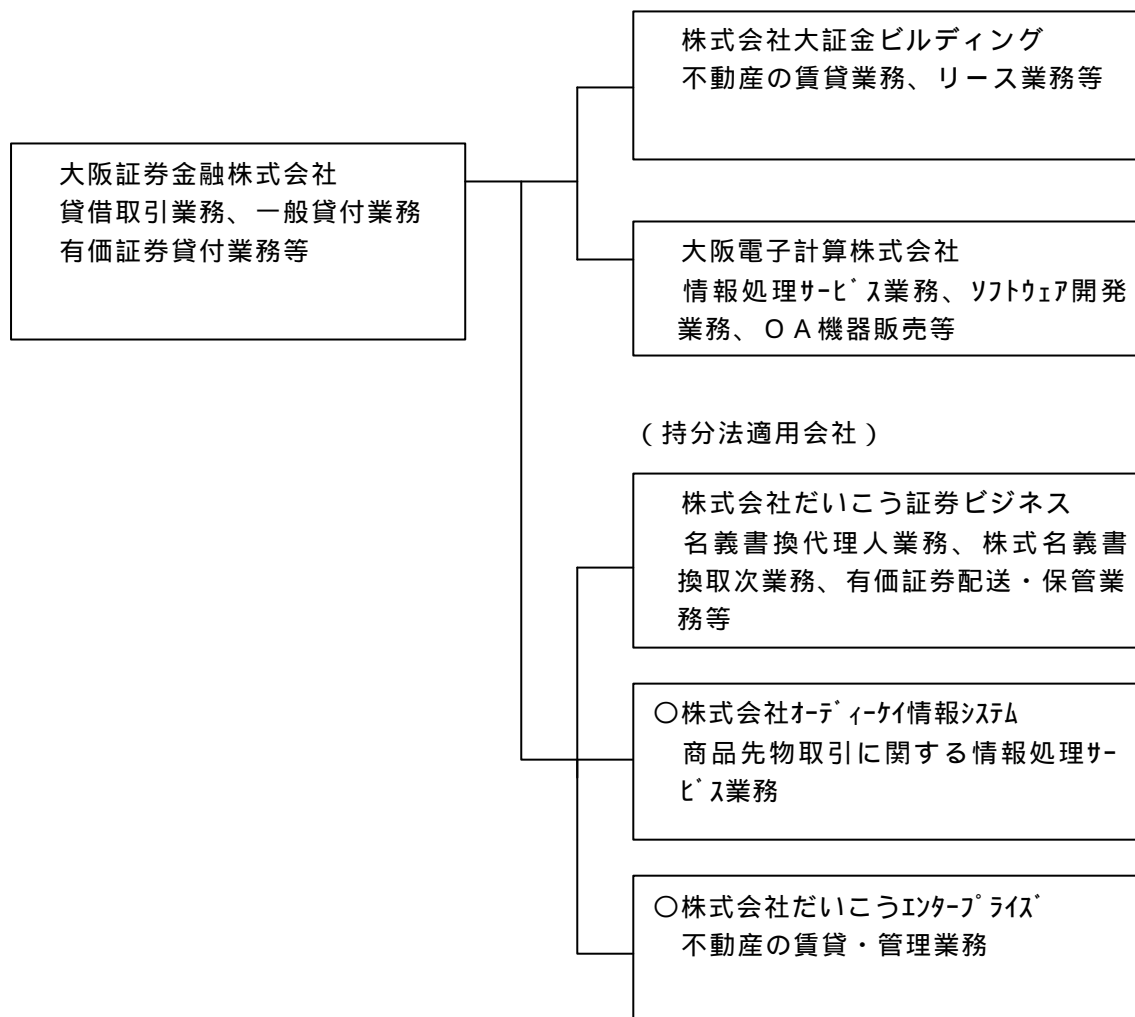 株式会社大証金ビルディング
不動産の賃貸業務、リース業務等
大阪証券金融株式会社
貸借取引業務、一般貸付業務
有価証券貸付業務等
大阪電子計算株式会社
情報処理ｻｰﾋﾞｽ業務、ｿﾌﾄｳｪｱ開発
業務、ＯＡ機器販売等
（持分法適用会社）
株式会社だいこう証券ビジネス
名義書換代理人業務、株式名義書
換取次業務、有価証券配送・保管業
務等
○株式会社ｵｰﾃﾞｨｰｹｲ情報ｼｽﾃﾑ
商品先物取引に関する情報処理ｻｰ
ﾋﾞｽ業務
○株式会社だいこうｴﾝﾀｰﾌﾟﾗｲｽﾞ
不動産の賃貸・管理業務